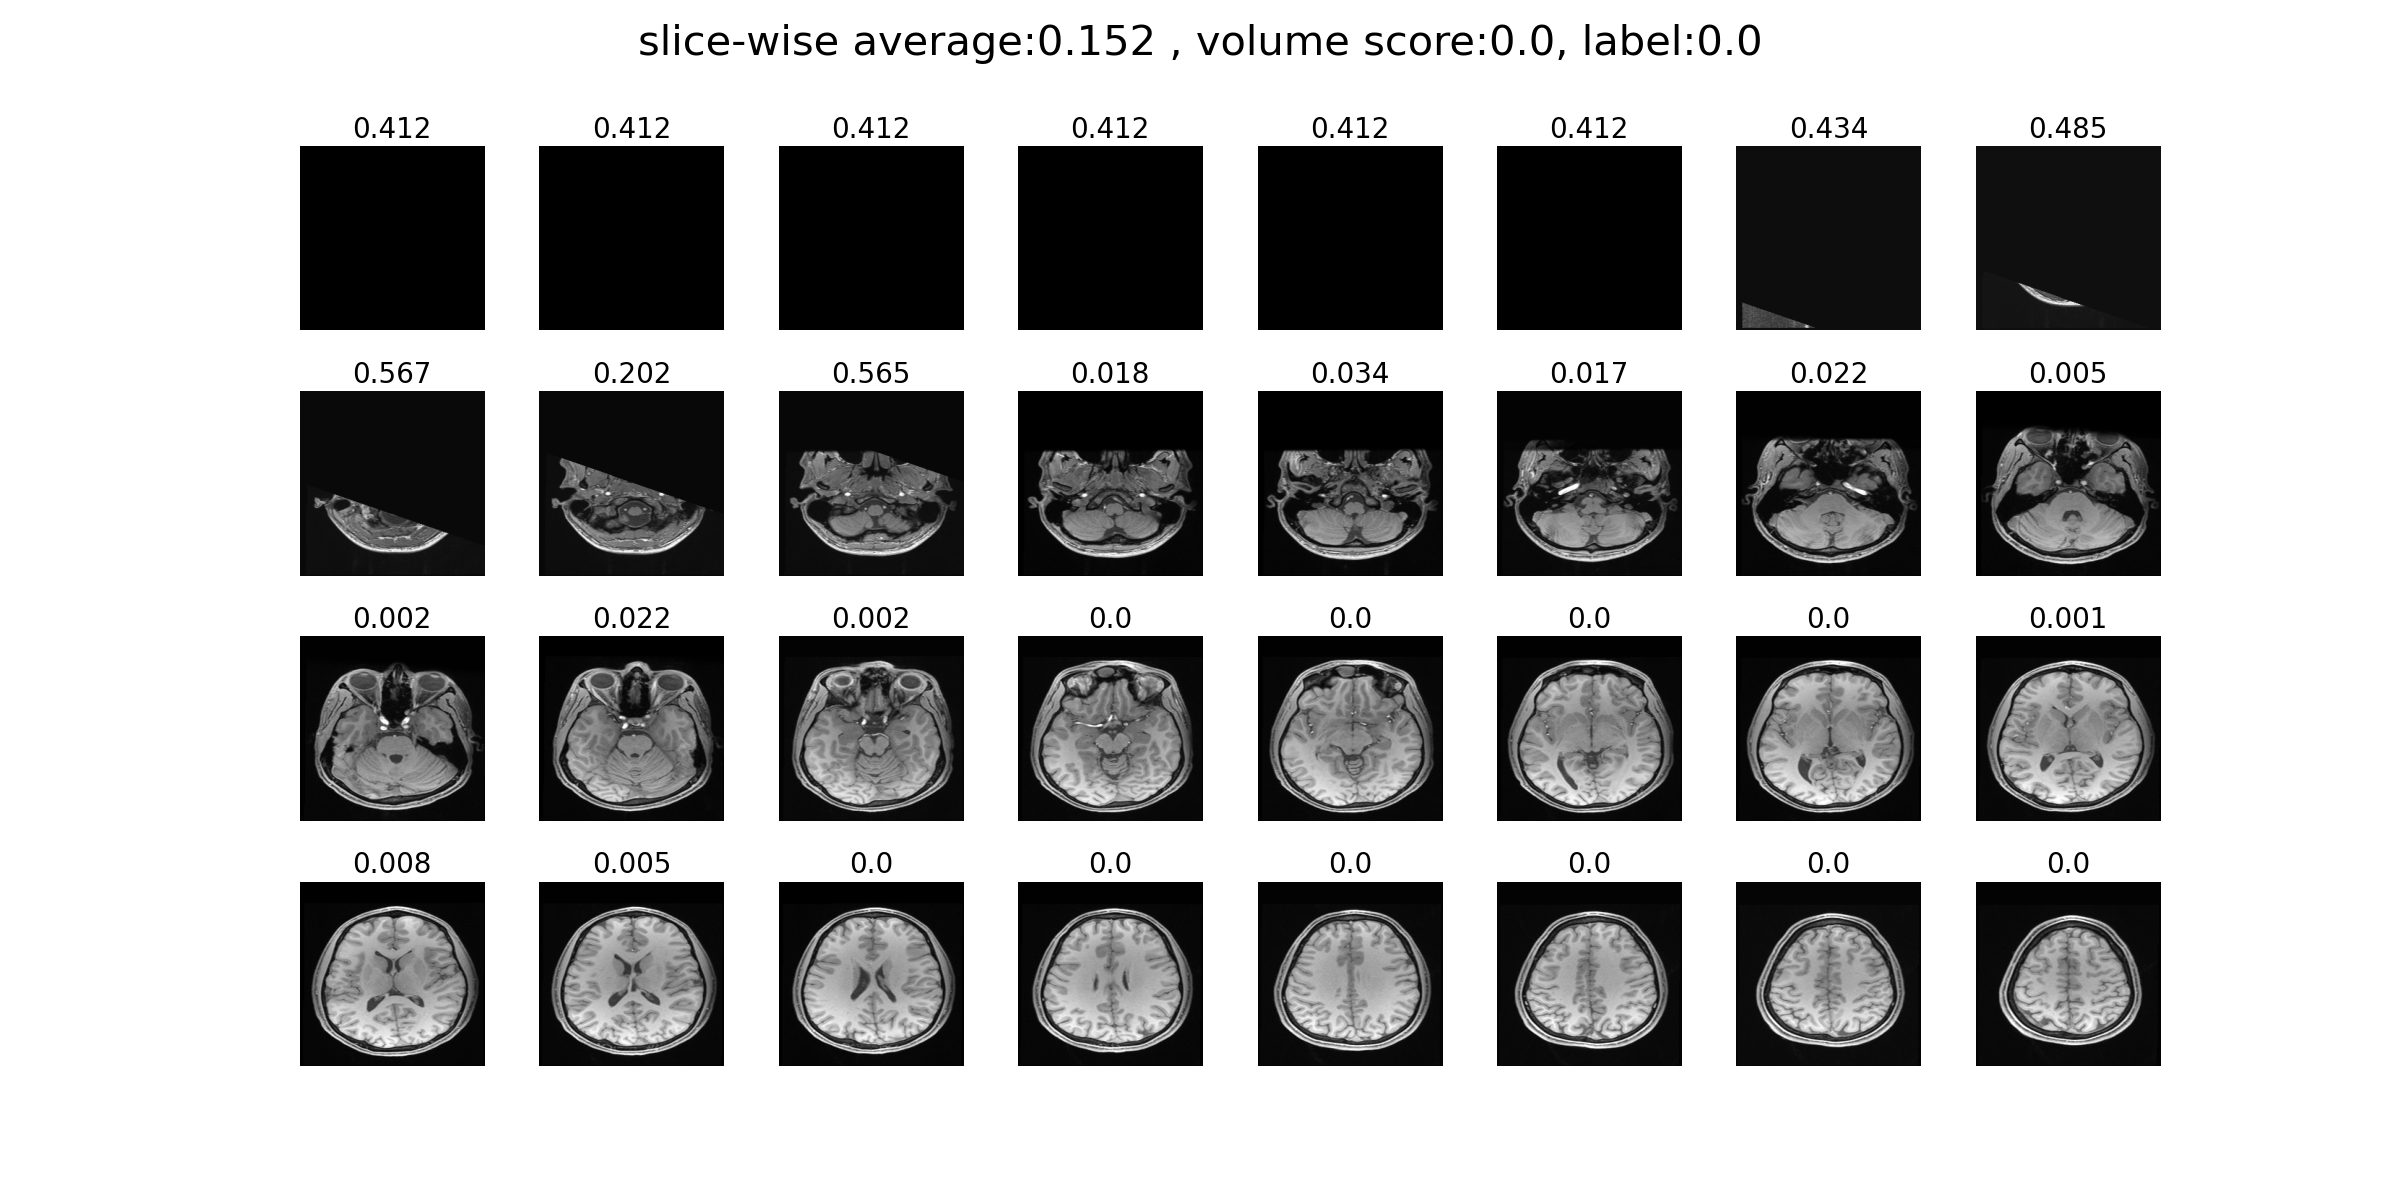 slice-wise average:0.152 , volume score:0.0, label:0.0
0.412 0.412 0.412 0.412 0.412 0.412 0.434 0.485
0.567 0.202 0.565 0.018 0.034 0.017 0.022 0.005
0.002 0.022 0.002 0.0 0.0 0.0 0.0 0.001
0.008 0.005 0.0 0.0 0.0 0.0 0.0 0.0